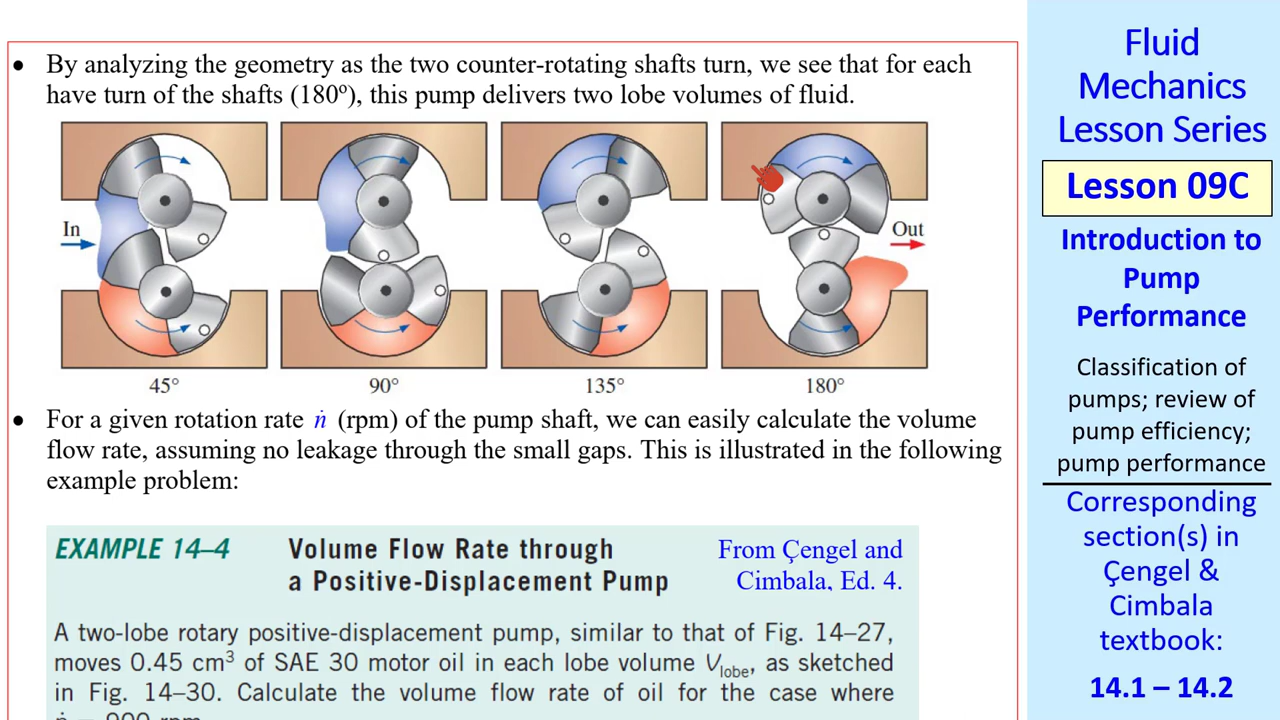 • By analyzing the geometry as the two counter-rotating shafts turn, we see that for each
have turn of the shafts (180º), this pump delivers two lobe volumes of fluid.
In
Out
45°
90°
135°
180°
• For a given rotation rate ṅ (rpm) of the pump shaft, we can easily calculate the volume
flow rate, assuming no leakage through the small gaps. This is illustrated in the following
example problem:
EXAMPLE 14–4
Volume Flow Rate through
a Positive-Displacement Pump
From Çengel and
Cimbala, Ed. 4.
A two-lobe rotary positive-displacement pump, similar to that of Fig. 14–27,
moves 0.45 cm³ of SAE 30 motor oil in each lobe volume V_lobe, as sketched
in Fig. 14–30. Calculate the volume flow rate of oil for the case where
ṅ = 900 rpm.
Fluid
Mechanics
Lesson Series
Lesson 09C
Introduction to
Pump
Performance
Classification of
pumps; review of
pump efficiency;
pump performance
Corresponding
section(s) in
Çengel &
Cimbala
textbook:
14.1 – 14.2